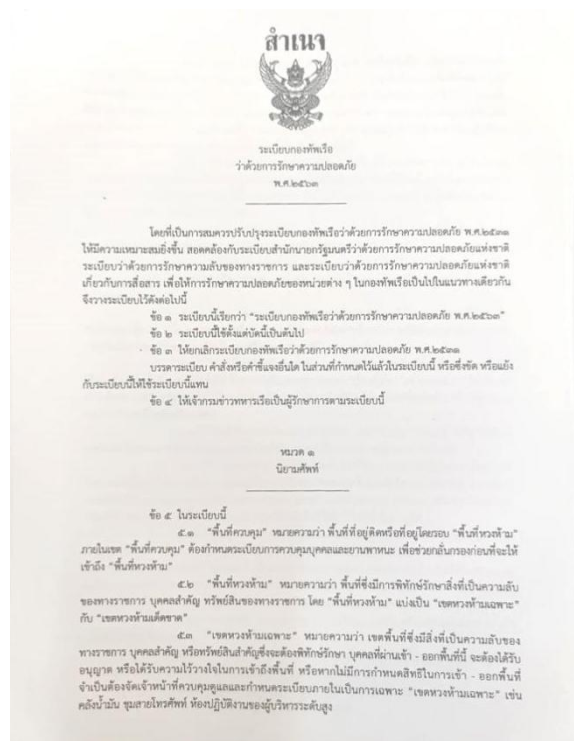 สำเนา
ระเบียบกองทัพเรือ
ว่าด้วยการรักษาความปลอดภัย
พ.ศ.๒๕๖๓
โดยที่เป็นการสมควรปรับปรุงระเบียบกองทัพเรือว่าด้วยการรักษาความปลอดภัย พ.ศ.๒๕๓๑
ให้มีความเหมาะสมยิ่งขึ้น สอดคล้องกับระเบียบสำนักนายกรัฐมนตรีว่าด้วยการรักษาความปลอดภัยแห่งชาติ
ระเบียบว่าด้วยการรักษาความลับของทางราชการ และระเบียบว่าด้วยการรักษาความปลอดภัยแห่งชาติ
เกี่ยวกับการสื่อสาร เพื่อให้การรักษาความปลอดภัยของหน่วยต่าง ๆ ในกองทัพเรือเป็นไปในแนวทางเดียวกัน
จึงวางระเบียบไว้ดังต่อไปนี้
ข้อ ๑ ระเบียบนี้เรียกว่า “ระเบียบกองทัพเรือว่าด้วยการรักษาความปลอดภัย พ.ศ.๒๕๖๓”
ข้อ ๒ ระเบียบนี้ใช้ตั้งแต่บัดนี้เป็นต้นไป
ข้อ ๓ ให้ยกเลิกระเบียบกองทัพเรือว่าด้วยการรักษาความปลอดภัย พ.ศ.๒๕๓๑
บรรดาระเบียบ คำสั่งหรือคำชี้แจงอื่นใด ในส่วนที่กำหนดไว้แล้วในระเบียบนี้ หรือซึ่งขัด หรือแย้ง
กับระเบียบนี้ให้ใช้ระเบียบนี้แทน
ข้อ ๔ ให้เจ้ากรมข่าวทหารเรือเป็นผู้รักษาการตามระเบียบนี้
หมวด ๑
นิยามศัพท์
ข้อ ๕ ในระเบียบนี้
๕.๑ “พื้นที่ควบคุม” หมายความว่า พื้นที่ที่อยู่ติดหรือที่อยู่โดยรอบ “พื้นที่หวงห้าม”
ภายในเขต “พื้นที่ควบคุม” ต้องกำหนดระเบียบการควบคุมบุคคลและยานพาหนะ เพื่อช่วยกลั่นกรองก่อนที่จะให้
เข้าถึง “พื้นที่หวงห้าม”
๕.๒ “พื้นที่หวงห้าม” หมายความว่า พื้นที่ซึ่งมีการพิทักษ์รักษาสิ่งที่เป็นความลับ
ของทางราชการ บุคคลสำคัญ ทรัพย์สินของทางราชการ โดย “พื้นที่หวงห้าม” แบ่งเป็น “เขตหวงห้ามเฉพาะ”
กับ “เขตหวงห้ามเด็ดขาด”
๕.๓ “เขตหวงห้ามเฉพาะ” หมายความว่า เขตพื้นที่ซึ่งมีสิ่งที่เป็นความลับของ
ทางราชการ บุคคลสำคัญ หรือทรัพย์สินสำคัญซึ่งจะต้องพิทักษ์รักษา บุคคลที่ผ่านเข้า - ออกพื้นที่นี้ จะต้องได้รับ
อนุญาต หรือได้รับความไว้วางใจในการเข้าถึงพื้นที่ หรือหากไม่มีการกำหนดสิทธิในการเข้า - ออกพื้นที่
จำเป็นต้องจัดเจ้าหน้าที่ควบคุมดูแลและกำหนดระเบียบภายในเป็นการเฉพาะ “เขตหวงห้ามเฉพาะ” เช่น
คลังน้ำมัน ชุมสายโทรศัพท์ ห้องปฏิบัติงานของผู้บริหารระดับสูง